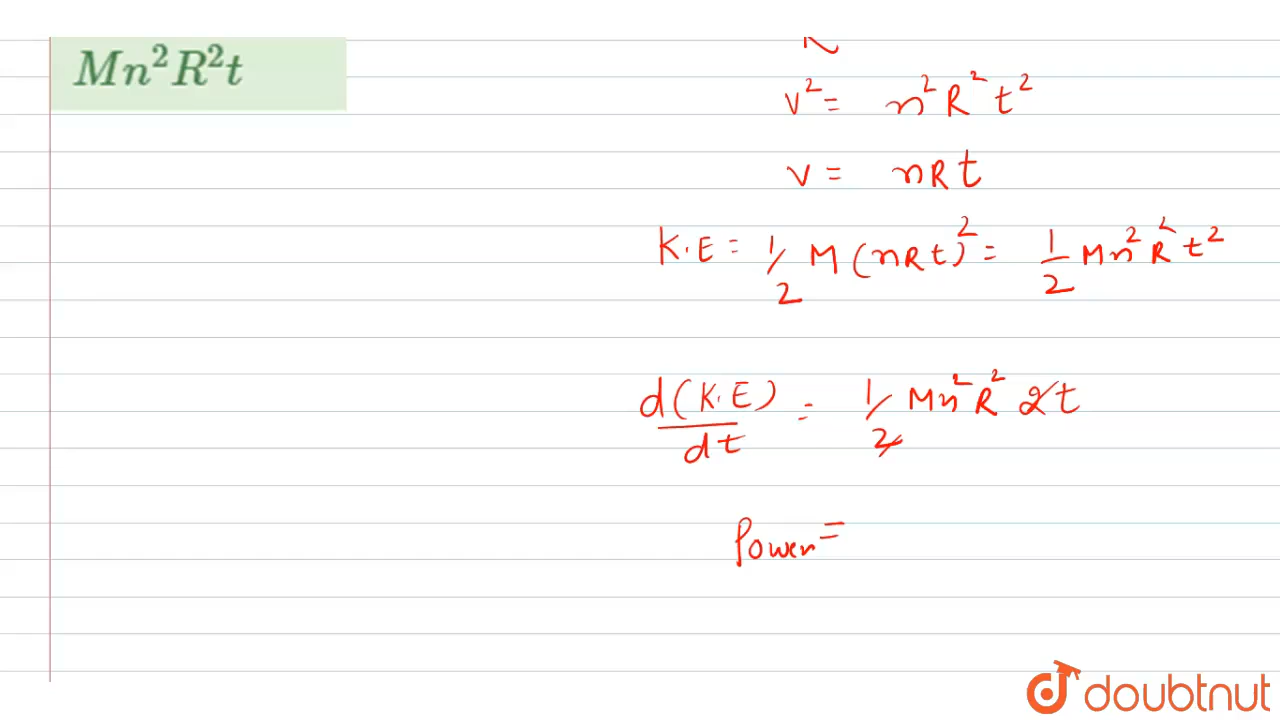 Mn²R²t
v² = n²R²t²
v = nRt
K.E = 1/2 M(nRt)² = 1/2 Mn²R²t²
d(K.E)/dt = 1/2 Mn²R² 2t
Power =
doubtnut